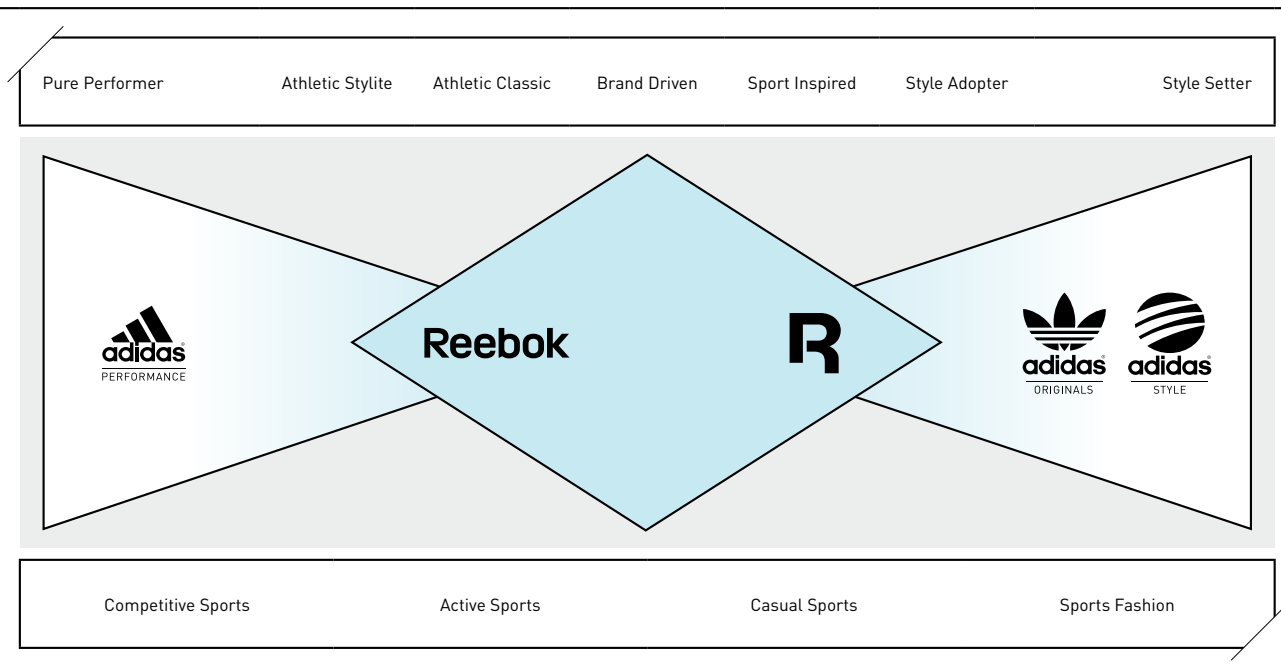 Pure Performer Athletic Stylite Athletic Classic Brand Driven Sport Inspired Style Adopter Style Setter
adidas
PERFORMANCE
Reebok
R
adidas
ORIGINALS
adidas
STYLE
Competitive Sports Active Sports Casual Sports Sports Fashion